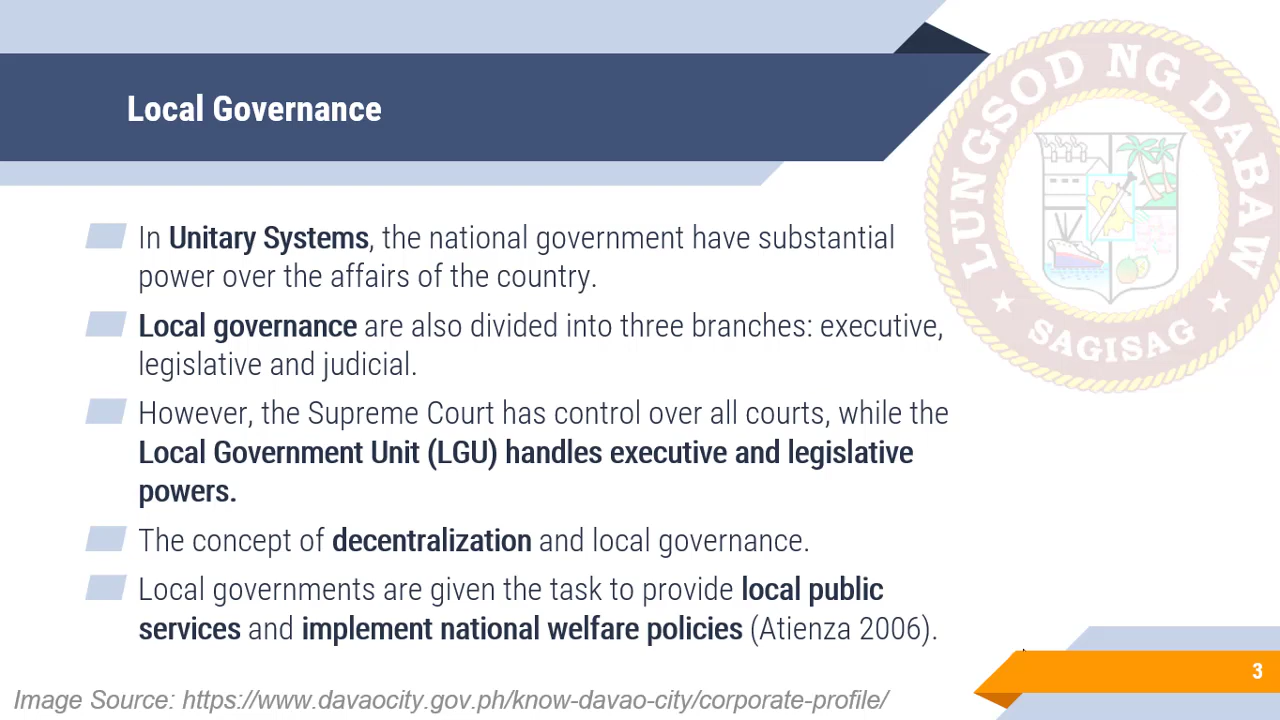 Local Governance
LUNGSOD NG DABAW
SAGISAG
In Unitary Systems, the national government have substantial
power over the affairs of the country.
Local governance are also divided into three branches: executive,
legislative and judicial.
However, the Supreme Court has control over all courts, while the
Local Government Unit (LGU) handles executive and legislative
powers.
The concept of decentralization and local governance.
Local governments are given the task to provide local public
services and implement national welfare policies (Atienza 2006).
3
Image Source: https://www.davaocity.gov.ph/know-davao-city/corporate-profile/